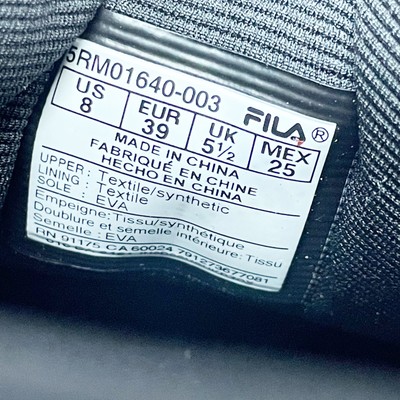 5RM01640-003
FILA®
US 8 EUR 39 UK 5½ MEX 25
MADE IN CHINA
FABRIQUÉ EN CHINE
HECHO EN CHINA
UPPER: Textile/synthetic
LINING : Textile
SOLE : EVA
Empeigne:Tissu/synthétique
Doublure et semelle intérieure: Tissu
Semelle :EVA
RN 91175 CA 60024 791273677081